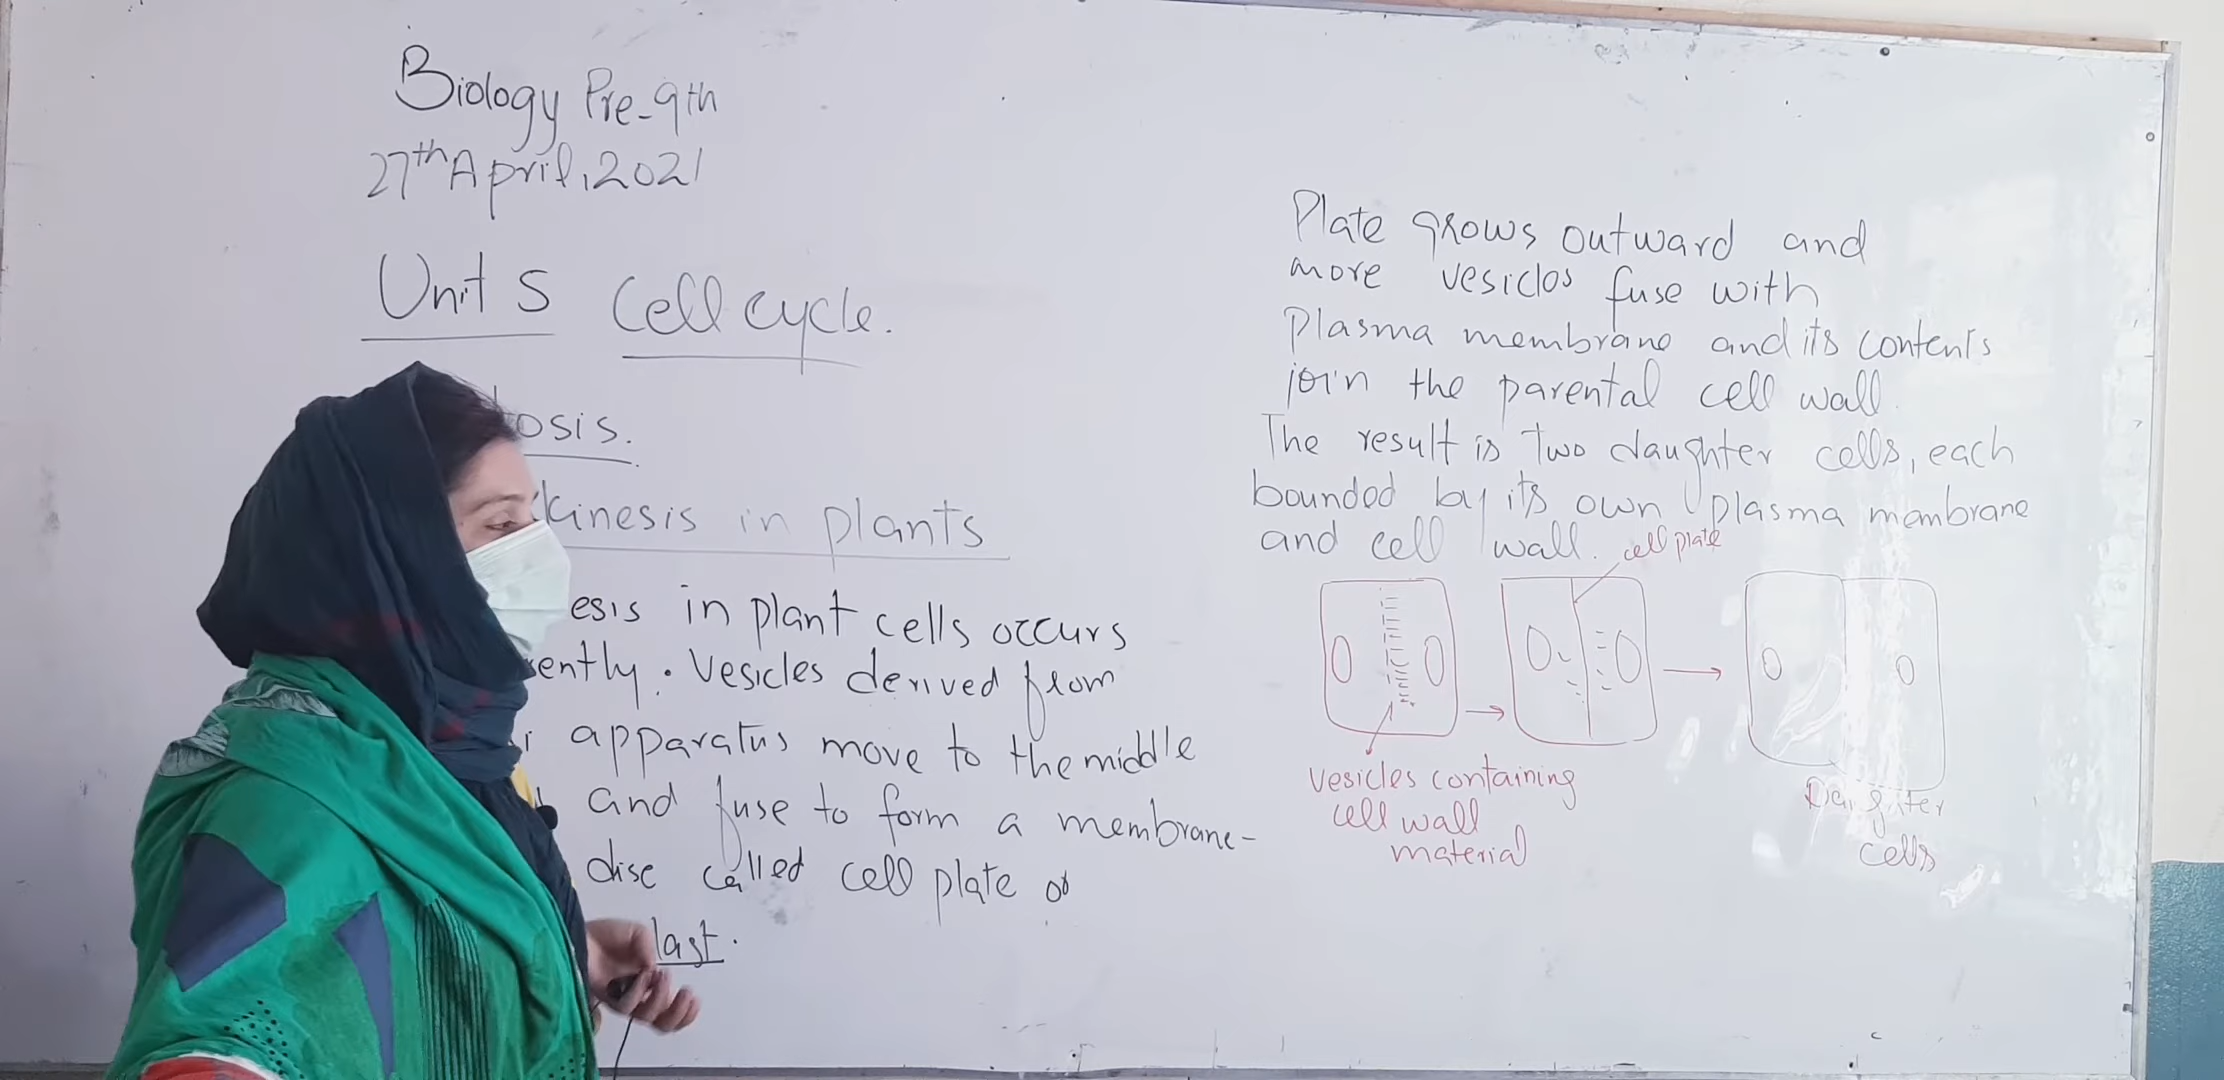 Biology Pre-9th
27th April, 2021
Unit 5 Cell cycle.
osis.
kinesis in plants
esis in plant cells occurs
ently. Vesicles derived from
i apparatus move to the middle
and fuse to form a membrane-
disc called cell plate or
last.
Plate grows outward and
more vesicles fuse with
Plasma membrane and its contents
join the parental cell wall.
The result is two daughter cells, each
bounded by its own plasma membrane
and cell wall.
cell plate
Vesicles containing
cell wall
material
Daughter
cells